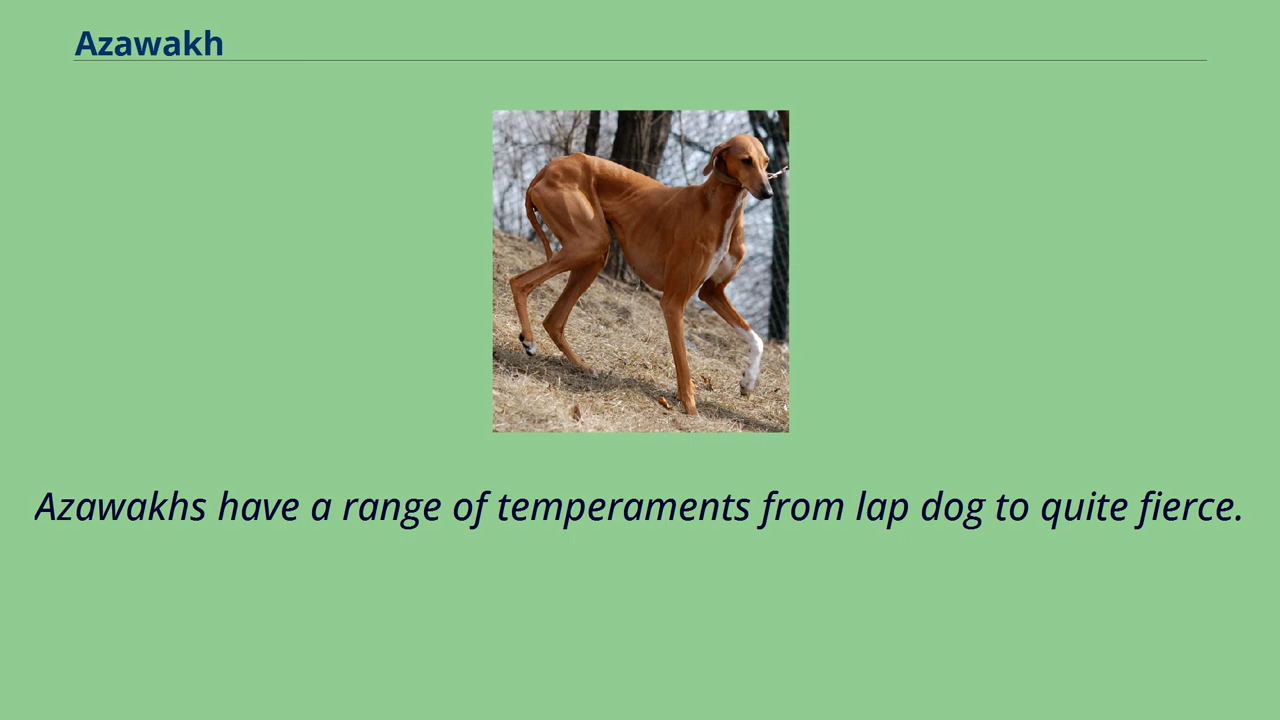 Azawakh
Azawakhs have a range of temperaments from lap dog to quite fierce.